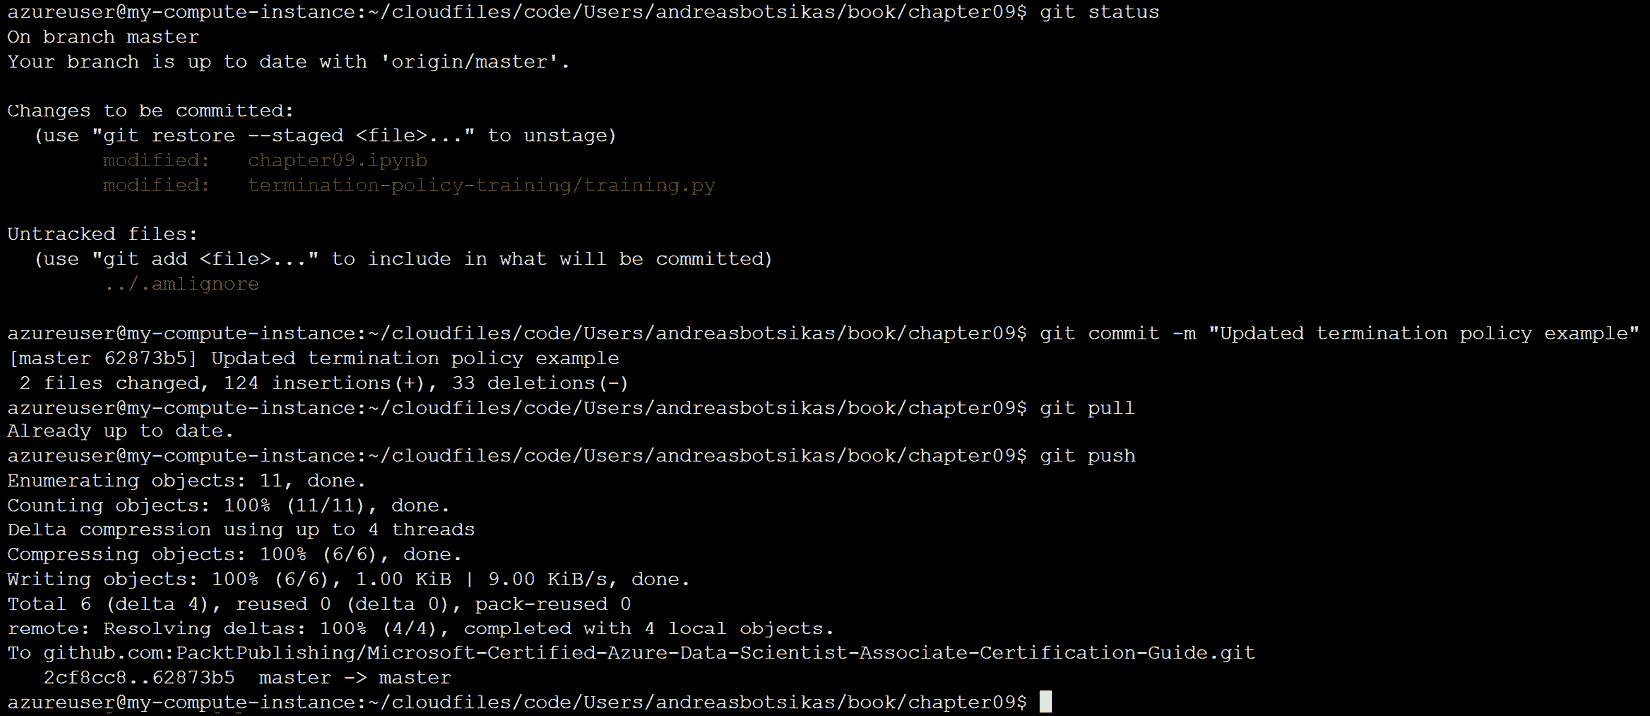 azureuser@my-compute-instance:~/cloudfiles/code/Users/andreasbotsikas/book/chapter09$ git status
On branch master
Your branch is up to date with 'origin/master'.
Changes to be committed:
(use "git restore --staged <file>..." to unstage)
modified: chapter09.ipynb
modified: termination-policy-training/training.py
Untracked files:
(use "git add <file>..." to include in what will be committed)
../.amlignore
azureuser@my-compute-instance:~/cloudfiles/code/Users/andreasbotsikas/book/chapter09$ git commit -m "Updated termination policy example"
[master 62873b5] Updated termination policy example
2 files changed, 124 insertions(+), 33 deletions(-)
azureuser@my-compute-instance:~/cloudfiles/code/Users/andreasbotsikas/book/chapter09$ git pull
Already up to date.
azureuser@my-compute-instance:~/cloudfiles/code/Users/andreasbotsikas/book/chapter09$ git push
Enumerating objects: 11, done.
Counting objects: 100% (11/11), done.
Delta compression using up to 4 threads
Compressing objects: 100% (6/6), done.
Writing objects: 100% (6/6), 1.00 KiB | 9.00 KiB/s, done.
Total 6 (delta 4), reused 0 (delta 0), pack-reused 0
remote: Resolving deltas: 100% (4/4), completed with 4 local objects.
To github.com:PacktPublishing/Microsoft-Certified-Azure-Data-Scientist-Associate-Certification-Guide.git
2cf8cc8..62873b5 master -> master
azureuser@my-compute-instance:~/cloudfiles/code/Users/andreasbotsikas/book/chapter09$